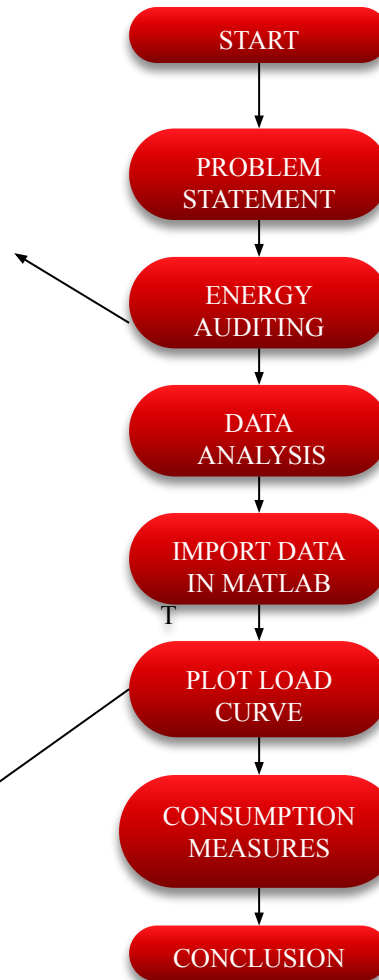 START
PROBLEM
STATEMENT
ENERGY
AUDITING
DATA
ANALYSIS
IMPORT DATA
IN MATLAB
T
PLOT LOAD
CURVE
CONSUMPTION
MEASURES
CONCLUSION